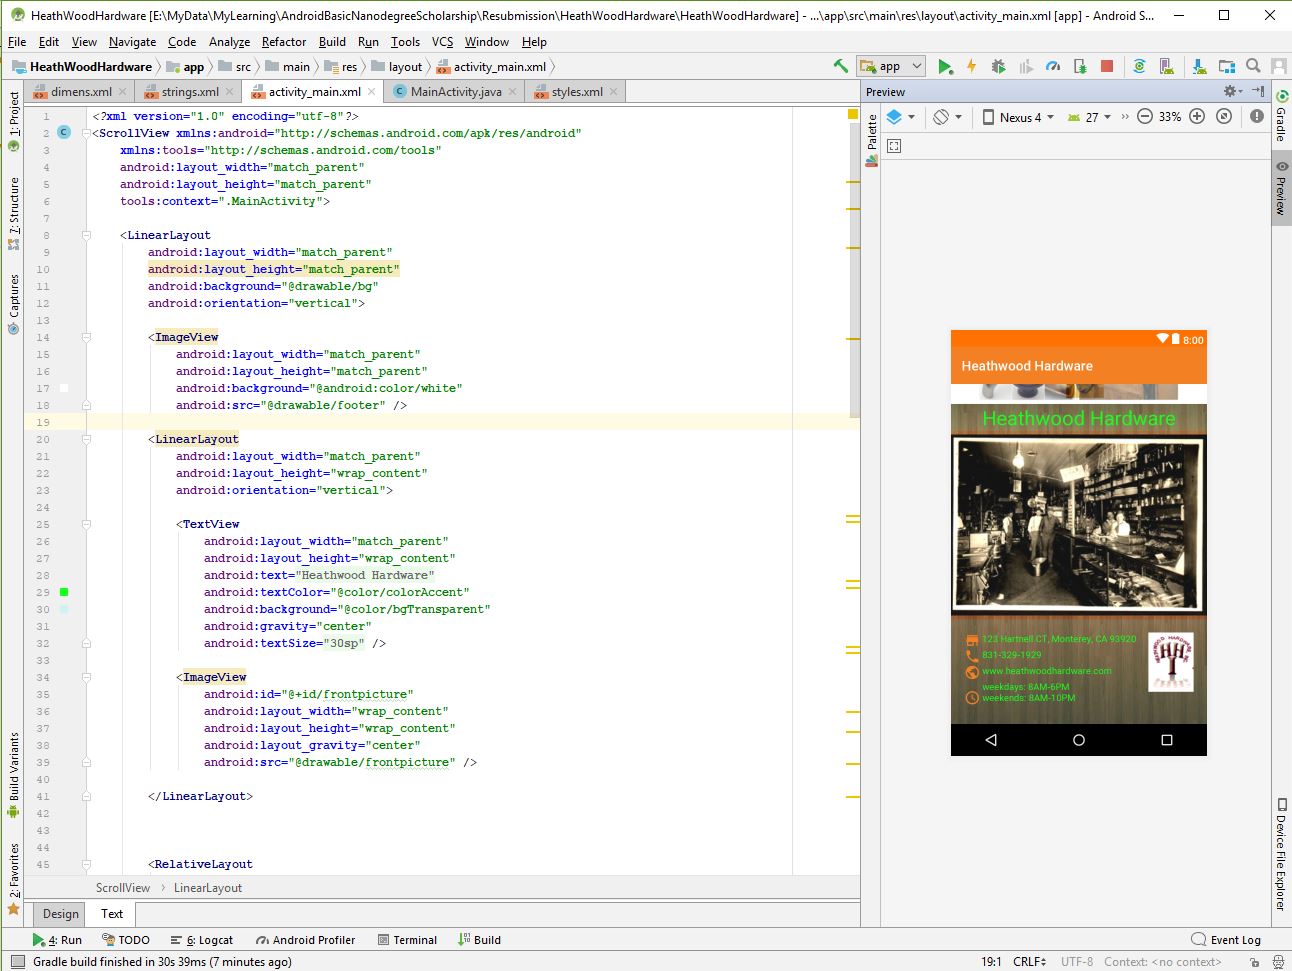 HeathWoodHardware [E:\MyData\MyLearning\AndroidBasicNanodegreeScholarship\Resubmission\HeathWoodHardware\HeathWoodHardware] - ...\app\src\main\res\layout\activity_main.xml [app] - Android S...
File Edit View Navigate Code Analyze Refactor Build Run Tools VCS Window Help
HeathWoodHardware app src main res layout activity_main.xml app
dimens.xml strings.xml activity_main.xml MainActivity.java styles.xml
Preview
Nexus 4 27 33%
1: Project
7: Structure
Captures
Build Variants
2: Favorites
Palette
Gradle
Preview
Device File Explorer
1 <?xml version="1.0" encoding="utf-8"?>
2 <ScrollView xmlns:android="http://schemas.android.com/apk/res/android"
3 xmlns:tools="http://schemas.android.com/tools"
4 android:layout_width="match_parent"
5 android:layout_height="match_parent"
6 tools:context=".MainActivity">
7
8 <LinearLayout
9 android:layout_width="match_parent"
10 android:layout_height="match_parent"
11 android:background="@drawable/bg"
12 android:orientation="vertical">
13
14 <ImageView
15 android:layout_width="match_parent"
16 android:layout_height="match_parent"
17 android:background="@android:color/white"
18 android:src="@drawable/footer" />
19
20 <LinearLayout
21 android:layout_width="match_parent"
22 android:layout_height="wrap_content"
23 android:orientation="vertical">
24
25 <TextView
26 android:layout_width="match_parent"
27 android:layout_height="wrap_content"
28 android:text="Heathwood Hardware"
29 android:textColor="@color/colorAccent"
30 android:background="@color/bgTransparent"
31 android:gravity="center"
32 android:textSize="30sp" />
33
34 <ImageView
35 android:id="@+id/frontpicture"
36 android:layout_width="wrap_content"
37 android:layout_height="wrap_content"
38 android:layout_gravity="center"
39 android:src="@drawable/frontpicture" />
40
41 </LinearLayout>
42
43
44
45 <RelativeLayout
8:00
Heathwood Hardware
Heathwood Hardware
123 Hartnell CT, Monterey, CA 93920
831-329-1929
www.heathwoodhardware.com
weekdays: 8AM-6PM
weekends: 8AM-10PM
HHI
ScrollView LinearLayout
Design Text
4: Run TODO 6: Logcat Android Profiler Terminal Build Event Log
Gradle build finished in 30s 39ms (7 minutes ago) 19:1 CRLF UTF-8 Context: <no context>